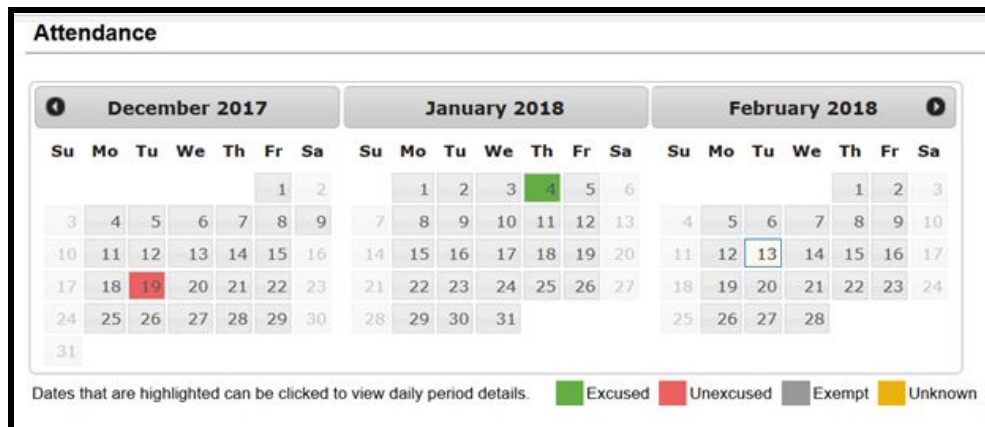 Attendance
December 2017 January 2018 February 2018
Su Mo Tu We Th Fr Sa Su Mo Tu We Th Fr Sa Su Mo Tu We Th Fr Sa
1 2 1 2 3 4 5 6 1 2 3
3 4 5 6 7 8 9 7 8 9 10 11 12 13 4 5 6 7 8 9 10
10 11 12 13 14 15 16 14 15 16 17 18 19 20 11 12 13 14 15 16 17
17 18 19 20 21 22 23 21 22 23 24 25 26 27 18 19 20 21 22 23 24
24 25 26 27 28 29 30 28 29 30 31 25 26 27 28
31
Dates that are highlighted can be clicked to view daily period details. Excused Unexcused Exempt Unknown